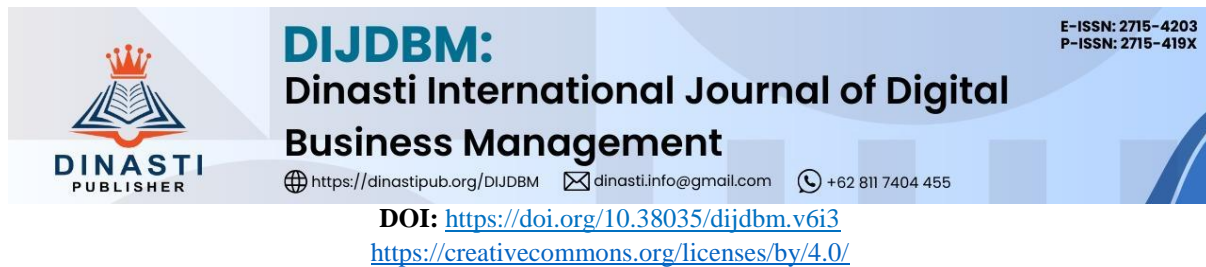 E-ISSN: 2715-4203
P-ISSN: 2715-419X
DIJDBM:
Dinasti International Journal of Digital
Business Management
DINASTI
PUBLISHER
https://dinastipub.org/DIJDBM dinasti.info@gmail.com +62 811 7404 455
DOI: https://doi.org/10.38035/dijdbm.v6i3
https://creativecommons.org/licenses/by/4.0/